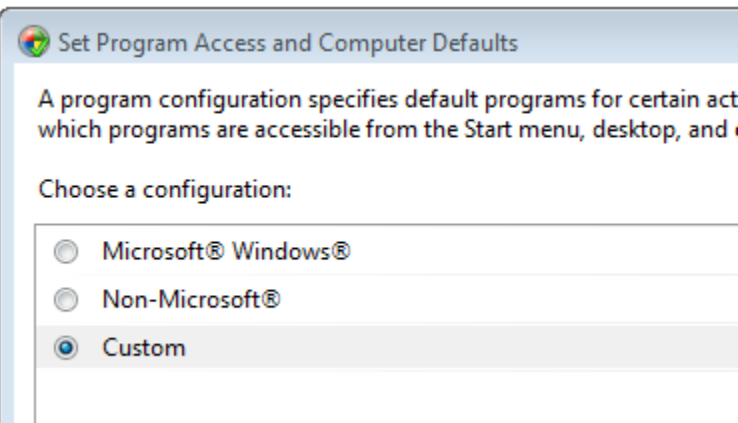 Set Program Access and Computer Defaults
A program configuration specifies default programs for certain act
which programs are accessible from the Start menu, desktop, and
Choose a configuration:
Microsoft® Windows®
Non-Microsoft®
Custom